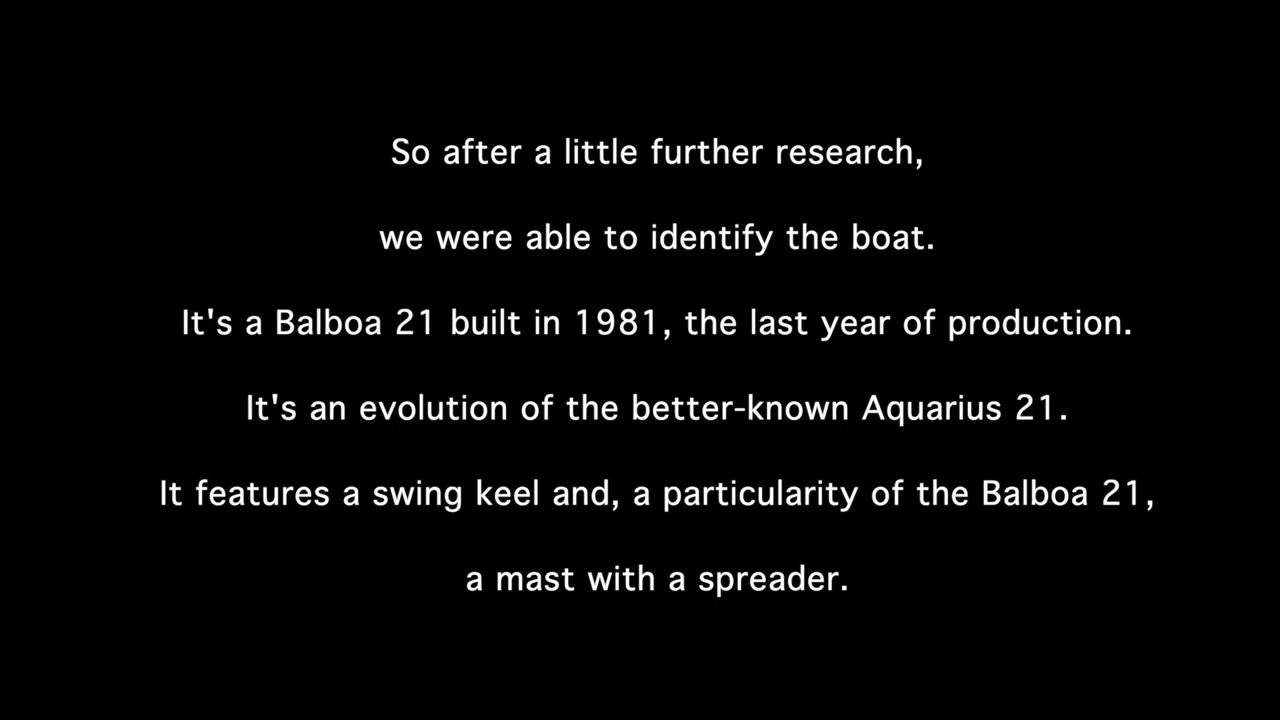 So after a little further research,
we were able to identify the boat.
It's a Balboa 21 built in 1981, the last year of production.
It's an evolution of the better-known Aquarius 21.
It features a swing keel and, a particularity of the Balboa 21,
a mast with a spreader.